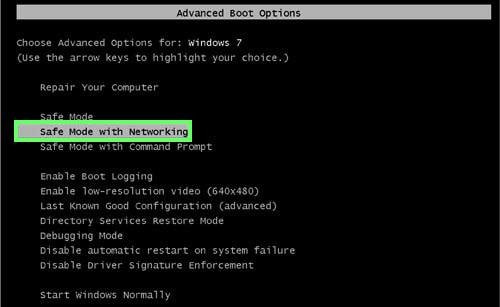 Advanced Boot Options
Choose Advanced Options for: Windows 7
(Use the arrow keys to highlight your choice.)
Repair Your Computer
Safe Mode
Safe Mode with Networking
Safe Mode with Command Prompt
Enable Boot Logging
Enable low-resolution video (640x480)
Last Known Good Configuration (advanced)
Directory Services Restore Mode
Debugging Mode
Disable automatic restart on system failure
Disable Driver Signature Enforcement
Start Windows Normally